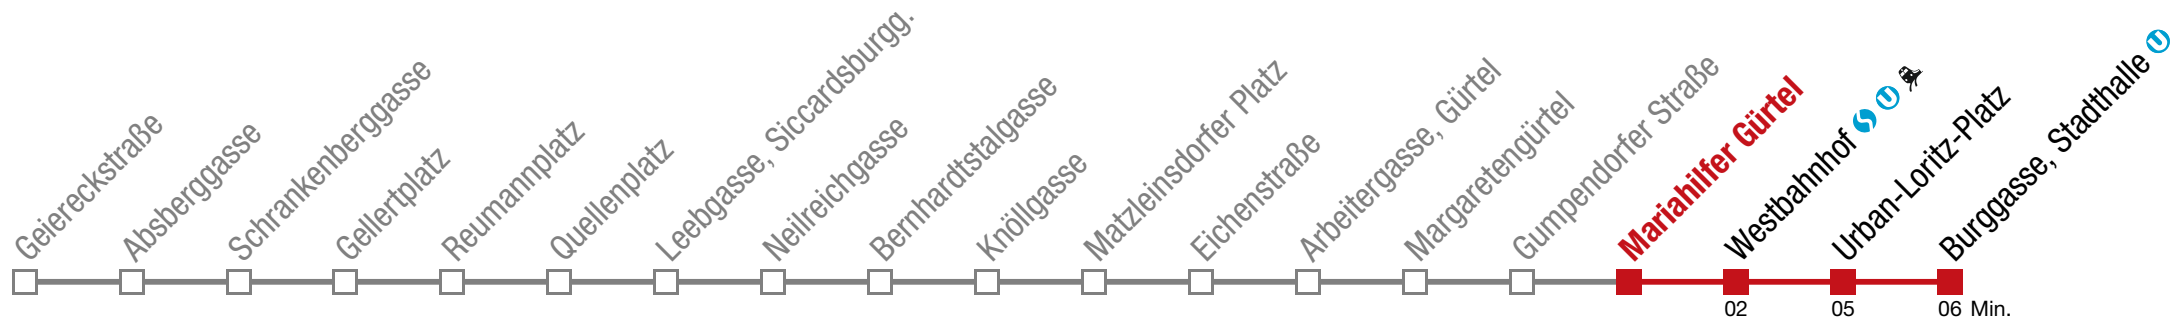 Geiereckstraße
Absberggasse
Schrankenberggasse
Gellertplatz
Reumannplatz
Quellenplatz
Leebgasse, Siccardsburgg.
Neilreichgasse
Bernhardtstalgasse
Knöllgasse
Matzleinsdorfer Platz
Eichenstraße
Arbeitergasse, Gürtel
Margaretengürtel
Gumpendorfer Straße
Mariahilfer Gürtel
Westbahnhof S U
Urban-Loritz-Platz
Burggasse, Stadthalle U
02 05 06 Min.